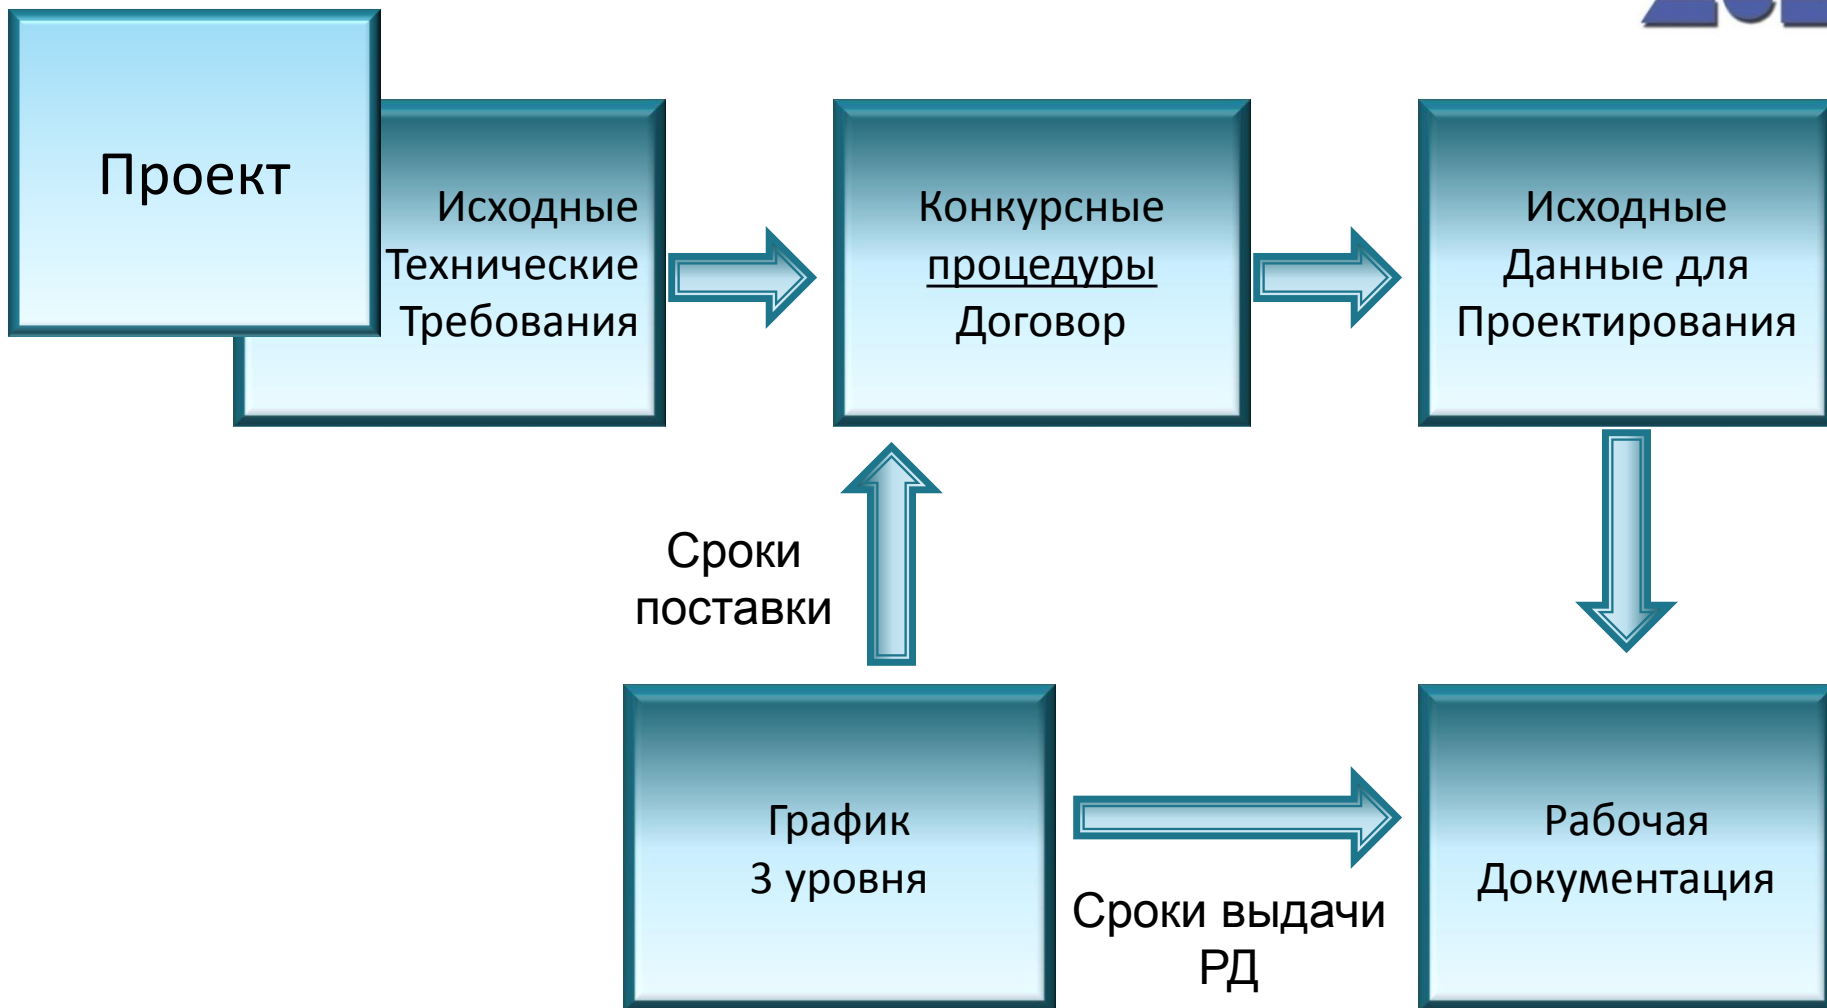 Проект
Исходные
Технические
Требования
Конкурсные
процедуры
Договор
Исходные
Данные для
Проектирования
Сроки
поставки
График
3 уровня
Сроки выдачи
РД
Рабочая
Документация